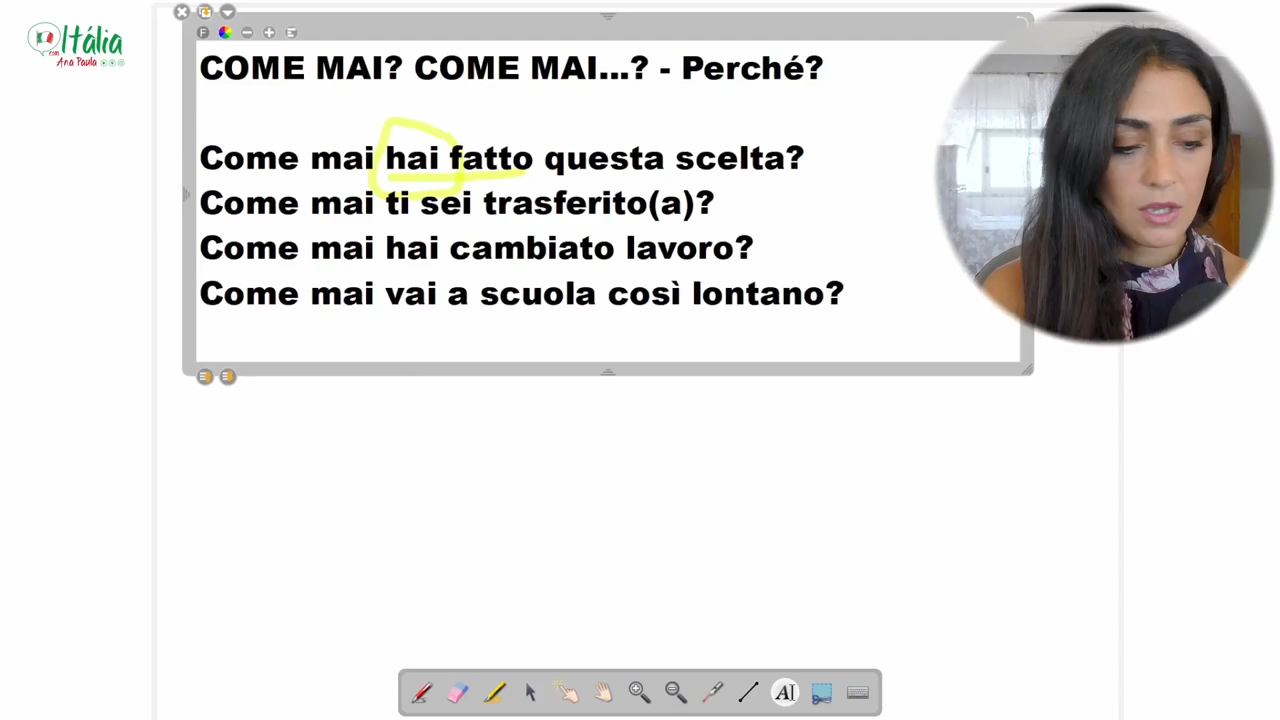 Itália
com
Ana Paula
COME MAI? COME MAI...? - Perché?
Come mai hai fatto questa scelta?
Come mai ti sei trasferito(a)?
Come mai hai cambiato lavoro?
Come mai vai a scuola così lontano?